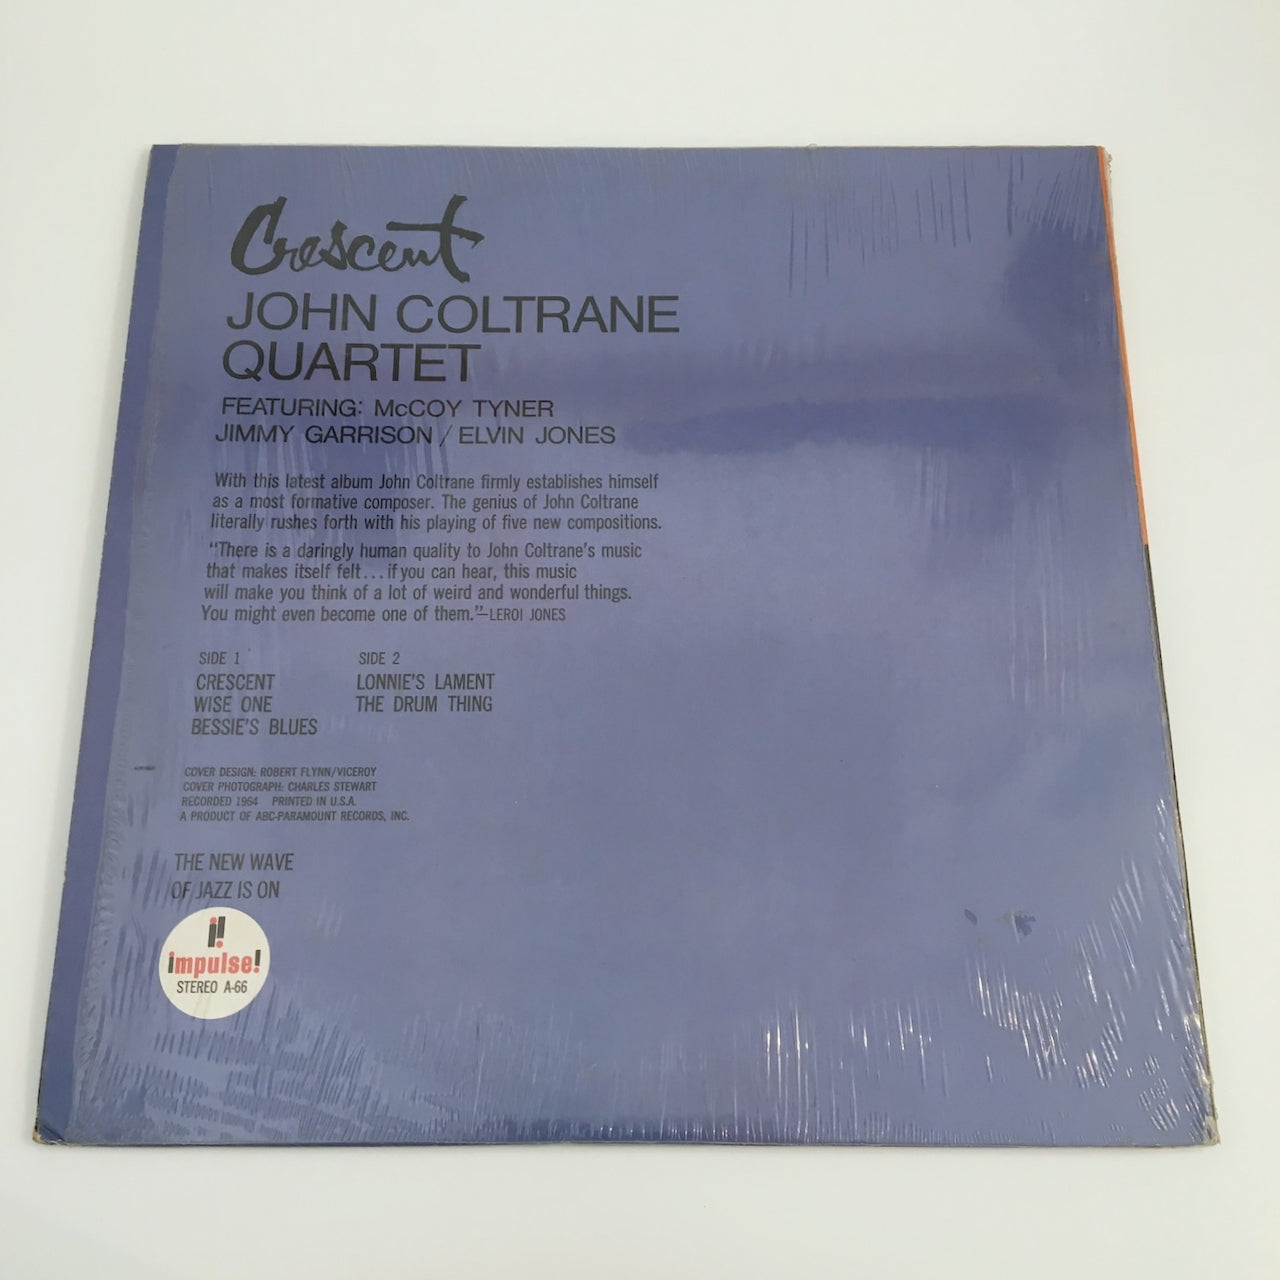 Crescent
JOHN COLTRANE
QUARTET
FEATURING: McCOY TYNER
JIMMY GARRISON / ELVIN JONES
With this latest album John Coltrane firmly establishes himself
as a most formative composer. The genius of John Coltrane
literally rushes forth with his playing of five new compositions.
"There is a daringly human quality to John Coltrane's music
that makes itself felt...if you can hear, this music
will make you think of a lot of weird and wonderful things.
You might even become one of them."—LEROI JONES
SIDE 1
CRESCENT
WISE ONE
BESSIE'S BLUES
SIDE 2
LONNIE'S LAMENT
THE DRUM THING
COVER DESIGN: ROBERT FLYNN/VICEROY
COVER PHOTOGRAPH: CHARLES STEWART
RECORDED 1964 PRINTED IN U.S.A.
A PRODUCT OF ABC-PARAMOUNT RECORDS, INC.
THE NEW WAVE
OF JAZZ IS ON
i!
impulse!
STEREO A-66